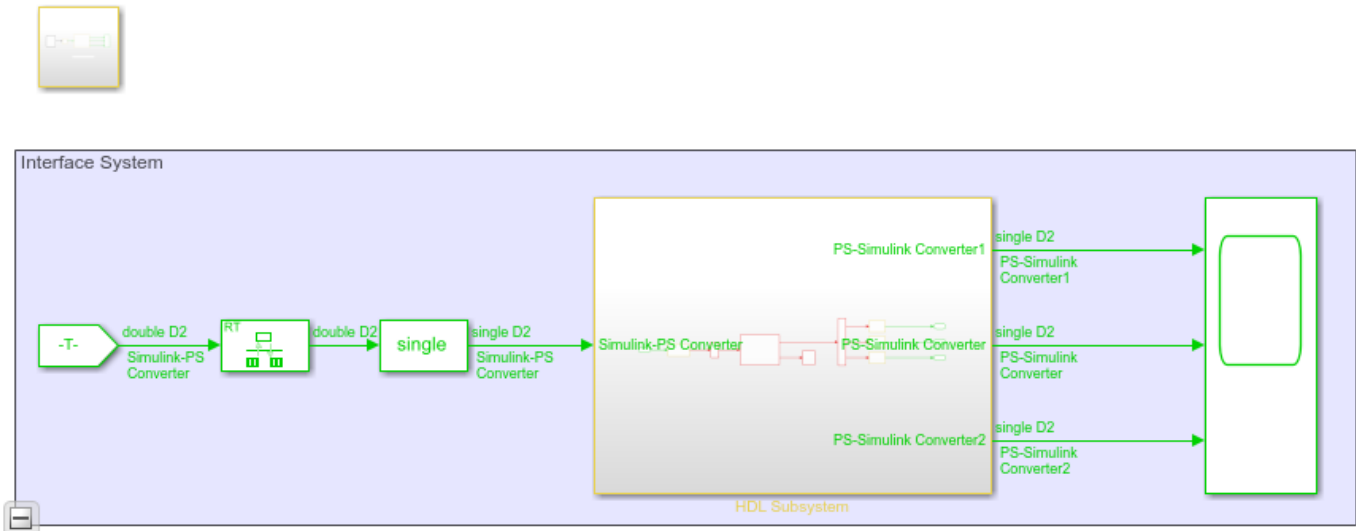 Interface System
-T-
double D2
Simulink-PS
Converter
RT
double D2
single
single D2
Simulink-PS
Converter
Simulink-PS Converter
PS-Simulink Converter1
PS-Simulink Converter
PS-Simulink Converter2
HDL Subsystem
single D2
PS-Simulink
Converter1
single D2
PS-Simulink
Converter
single D2
PS-Simulink
Converter2